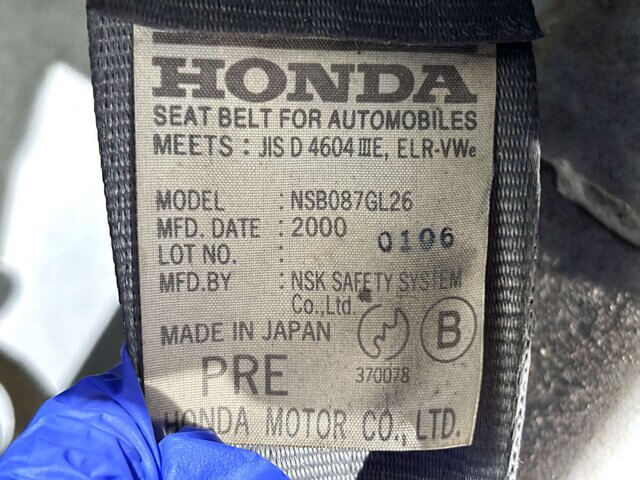 HONDA
SEAT BELT FOR AUTOMOBILES
MEETS : JIS D 4604 ⅢE, ELR-VWe
MODEL : NSB087GL26
MFD. DATE : 2000
LOT NO. : 0106
MFD.BY : NSK SAFETY SYSTEM
Co.,Ltd.
MADE IN JAPAN
B
PRE
370078
HONDA MOTOR CO., LTD.